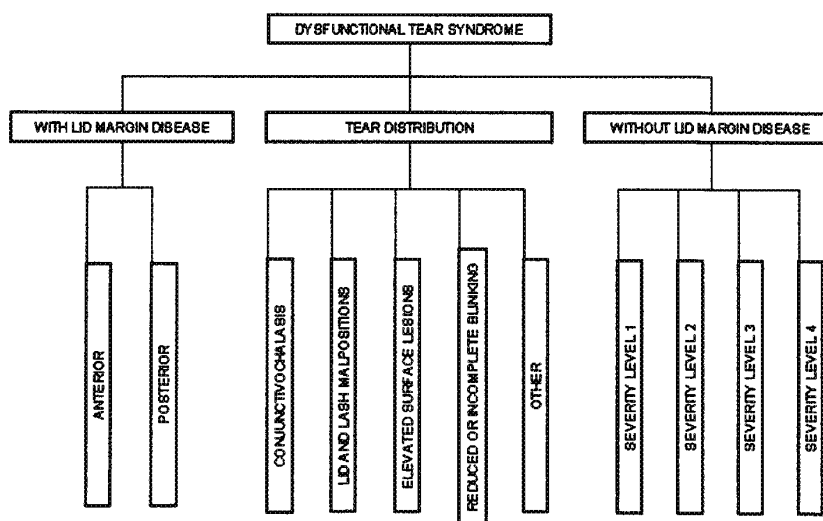 DYSFUNCTIONAL TEAR SYNDROME
WITH LID MARGIN DISEASE
TEAR DISTRIBUTION
WITHOUT LID MARGIN DISEASE
ANTERIOR
POSTERIOR
CONJUNCTIVOCHALASIS
LID AND LASH MALPOSITIONS
ELEVATED SURFACE LESIONS
REDUCED OR INCOMPLETE BLINKING
OTHER
SEVERITY LEVEL 1
SEVERITY LEVEL 2
SEVERITY LEVEL 3
SEVERITY LEVEL 4